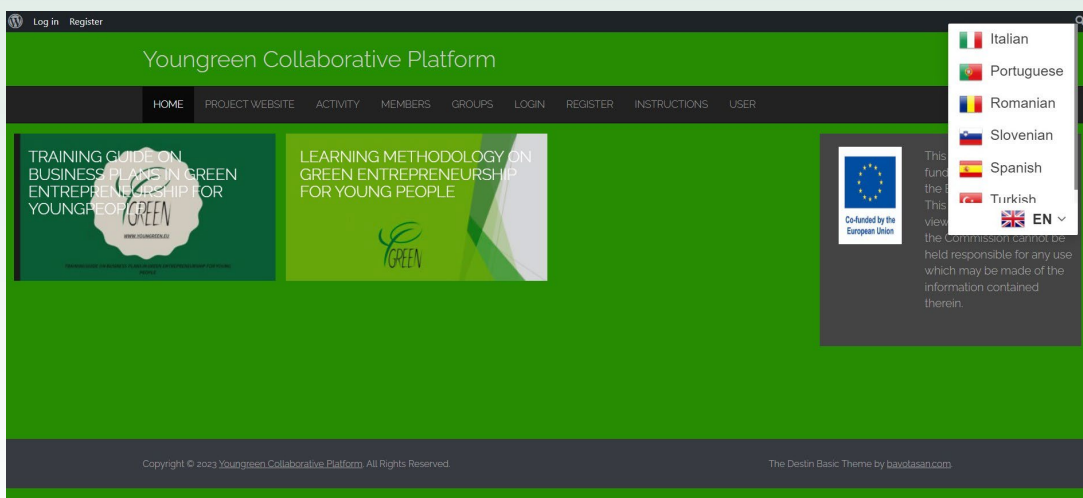 Log in Register
Youngreen Collaborative Platform
HOME PROJECT WEBSITE ACTIVITY MEMBERS GROUPS LOGIN REGISTER INSTRUCTIONS USER
TRAINING GUIDE ON
BUSINESS PLANS IN GREEN
ENTREPRENEURSHIP FOR
YOUNGPEOPLE
GREEN
WWW.YOUNGREEN.EU
LEARNING METHODOLOGY ON
GREEN ENTREPRENEURSHIP
FOR YOUNG PEOPLE
GREEN
Co-funded by the
European Union
This
fund
the
This
view
the Commission cannot be
held responsible for any use
which may be made of the
information contained
therein.
Italian
Portuguese
Romanian
Slovenian
Spanish
Turkish
EN
Copyright © 2023 Youngreen Collaborative Platform. All Rights Reserved.
The Destin Basic Theme by bavotasan.com.